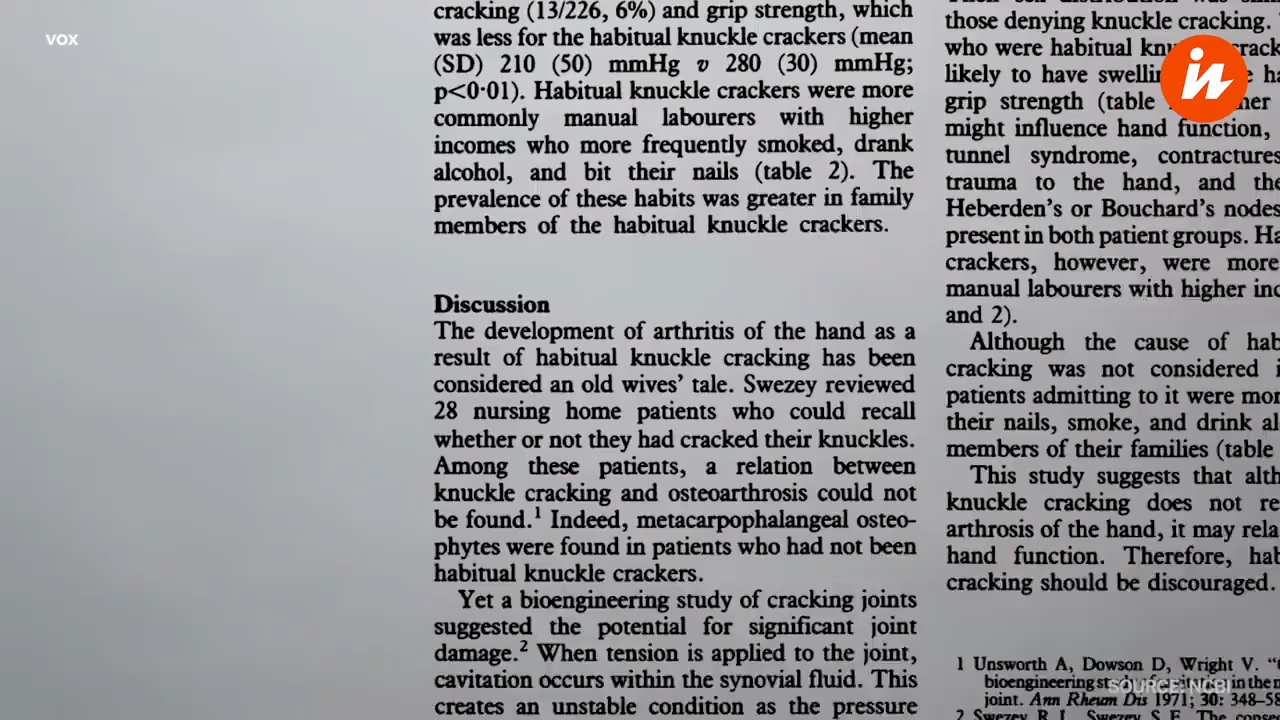 VOX
cracking (13/226, 6%) and grip strength, which
was less for the habitual knuckle crackers (mean
(SD) 210 (50) mmHg v 280 (30) mmHg;
p<0·01). Habitual knuckle crackers were more
commonly manual labourers with higher
incomes who more frequently smoked, drank
alcohol, and bit their nails (table 2). The
prevalence of these habits was greater in family
members of the habitual knuckle crackers.
Discussion
The development of arthritis of the hand as a
result of habitual knuckle cracking has been
considered an old wives' tale. Swezey reviewed
28 nursing home patients who could recall
whether or not they had cracked their knuckles.
Among these patients, a relation between
knuckle cracking and osteoarthrosis could not
be found.1 Indeed, metacarpophalangeal osteo-
phytes were found in patients who had not been
habitual knuckle crackers.
Yet a bioengineering study of cracking joints
suggested the potential for significant joint
damage.2 When tension is applied to the joint,
cavitation occurs within the synovial fluid. This
creates an unstable condition as the pressure
those denying knuckle cracking.
who were habitual
likely to have
grip strength (table
might influence hand function,
tunnel syndrome, contractures
trauma to the hand, and
Heberden's or Bouchard's nodes
present in both patient groups.
crackers, however, were more
manual labourers with higher
and 2).
Although the cause of
cracking was not considered
patients admitting to it were
their nails, smoke, and drink
members of their families (table
This study suggests that
knuckle cracking does not
arthrosis of the hand, it may
hand function. Therefore,
cracking should be discouraged.
1 Unsworth A, Dowson D, Wright V.
bioengineering
joint. Ann Rheum Dis 1971; 30:
2 Swezey R L, Swezey S E. The
in
SOURCE: NCBI